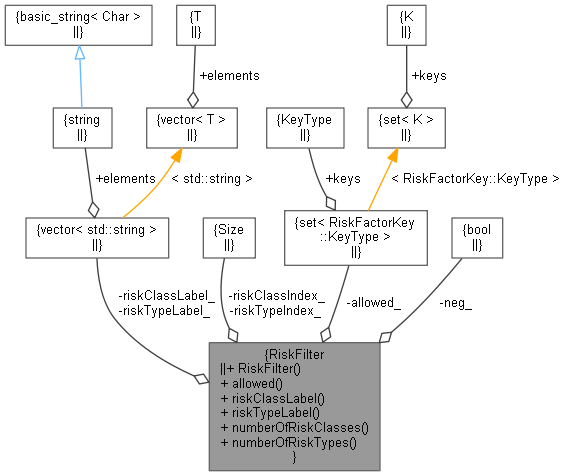 {basic_string< Char >
||}
{T
||}
{K
||}
+elements
+keys
{string
||}
{vector< T >
||}
{KeyType
||}
{set< K >
||}
+elements
< std::string >
+keys
< RiskFactorKey::KeyType >
{vector< std::string >
||}
{Size
||}
{set< RiskFactorKey
::KeyType >
||}
{bool
||}
-riskClassLabel_
-riskTypeLabel_
-riskClassIndex_
-riskTypeIndex_
-allowed_
-neg_
{RiskFilter
||+ RiskFilter()
+ allowed()
+ riskClassLabel()
+ riskTypeLabel()
+ numberOfRiskClasses()
+ numberOfRiskTypes()
}